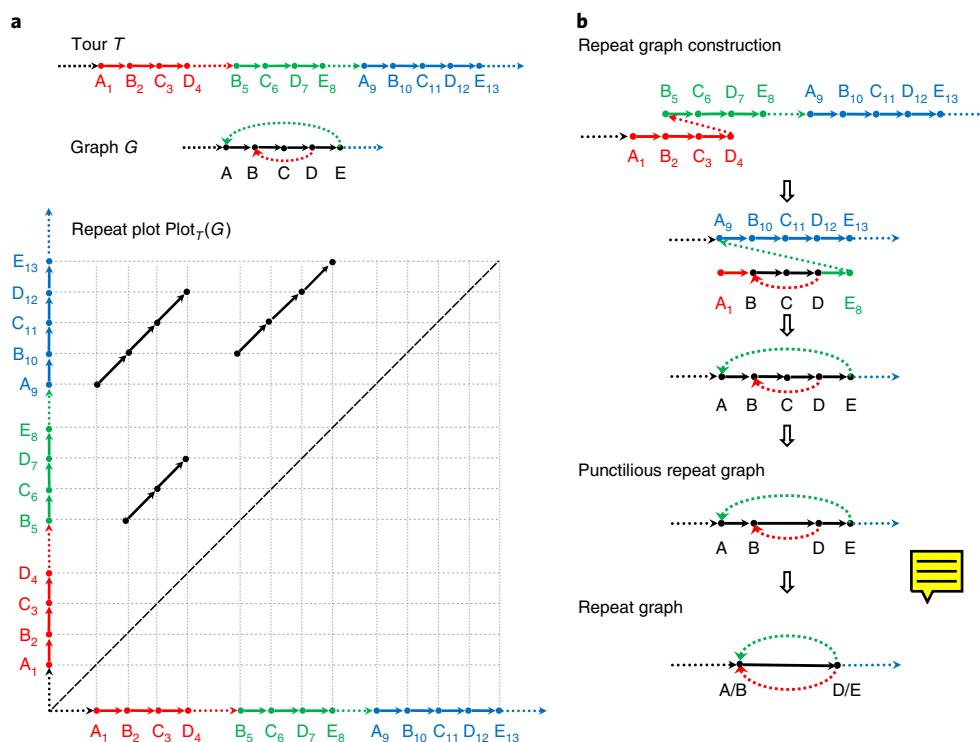 a
Tour T
A₁ B₂ C₃ D₄ B₅ C₆ D₇ E₈ A₉ B₁₀ C₁₁ D₁₂ E₁₃
Graph G
A B C D E
Repeat plot Plot_T(G)
E₁₃
D₁₂
C₁₁
B₁₀
A₉
E₈
D₇
C₆
B₅
D₄
C₃
B₂
A₁
A₁ B₂ C₃ D₄ B₅ C₆ D₇ E₈ A₉ B₁₀ C₁₁ D₁₂ E₁₃
b
Repeat graph construction
B₅ C₆ D₇ E₈ A₉ B₁₀ C₁₁ D₁₂ E₁₃
A₁ B₂ C₃ D₄
A₉ B₁₀ C₁₁ D₁₂ E₁₃
A₁ B C D E₈
A B C D E
Punctilious repeat graph
A B D E
Repeat graph
A/B D/E